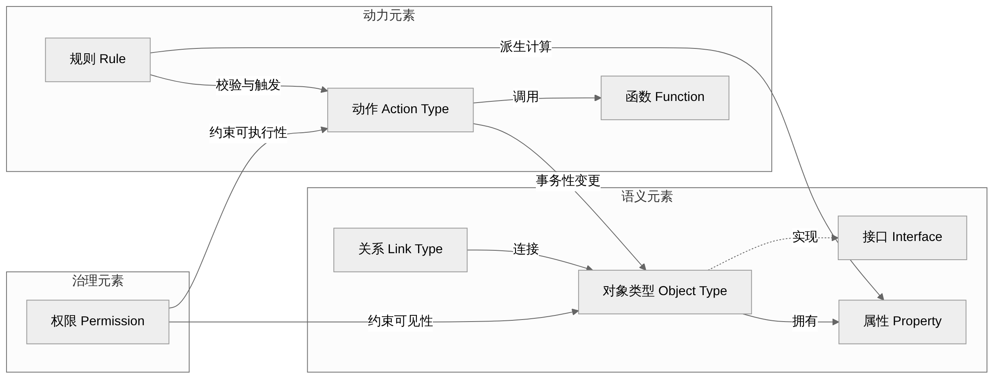 动力元素
规则 Rule
派生计算
校验与触发
动作 Action Type
调用
函数 Function
约束可执行性
事务性变更
语义元素
关系 Link Type
连接
实现
接口 Interface
对象类型 Object Type
治理元素
权限 Permission
约束可见性
拥有
属性 Property